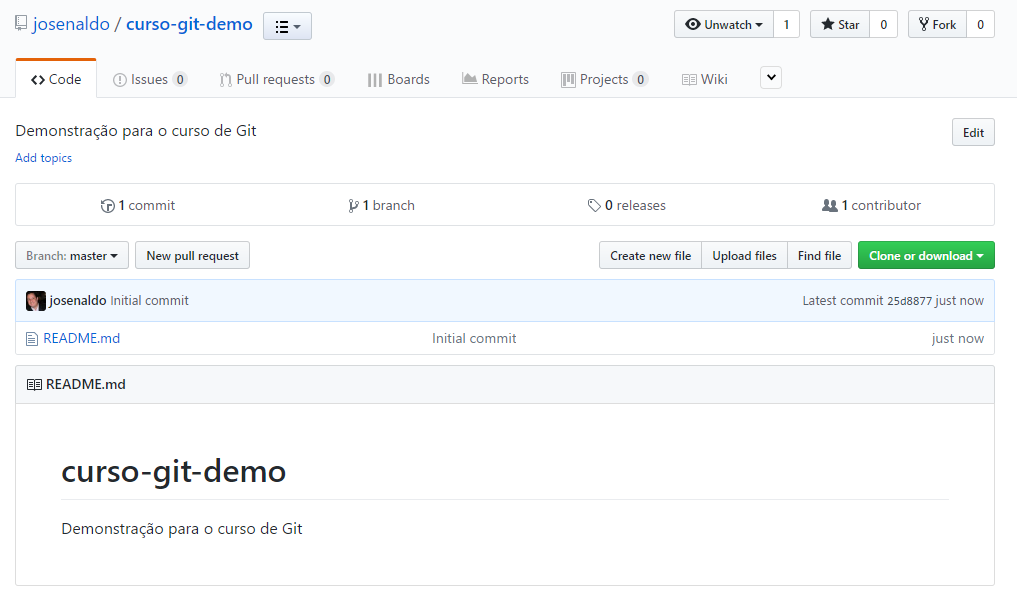 josenaldo / curso-git-demo Unwatch 1 Star 0 Fork 0
Code Issues 0 Pull requests 0 Boards Reports Projects 0 Wiki
Demonstração para o curso de Git Edit
Add topics
1 commit 1 branch 0 releases 1 contributor
Branch: master New pull request Create new file Upload files Find file Clone or download
josenaldo Initial commit Latest commit 25d8877 just now
README.md Initial commit just now
README.md
curso-git-demo
Demonstração para o curso de Git